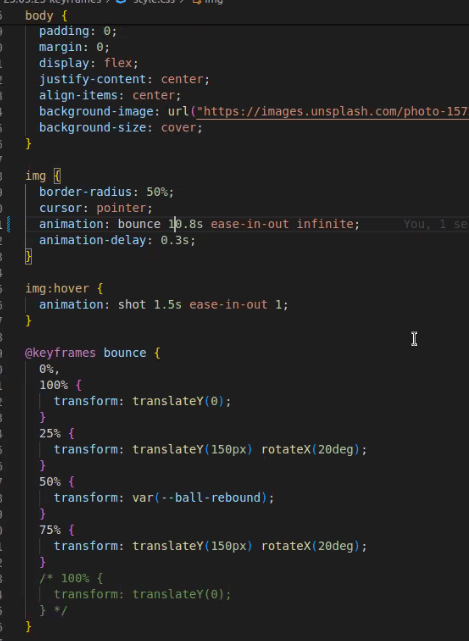 style.css
img
body {
padding: 0;
margin: 0;
display: flex;
justify-content: center;
align-items: center;
background-image: url("https://images.unsplash.com/photo-157
background-size: cover;
}
img {
border-radius: 50%;
cursor: pointer;
animation: bounce 10.8s ease-in-out infinite; You, 1 se
animation-delay: 0.3s;
}
img:hover {
animation: shot 1.5s ease-in-out 1;
}
@keyframes bounce {
0%,
100% {
transform: translateY(0);
}
25% {
transform: translateY(150px) rotateX(20deg);
}
50% {
transform: var(--ball-rebound);
}
75% {
transform: translateY(150px) rotateX(20deg);
}
/* 100% {
transform: translateY(0);
} */
}